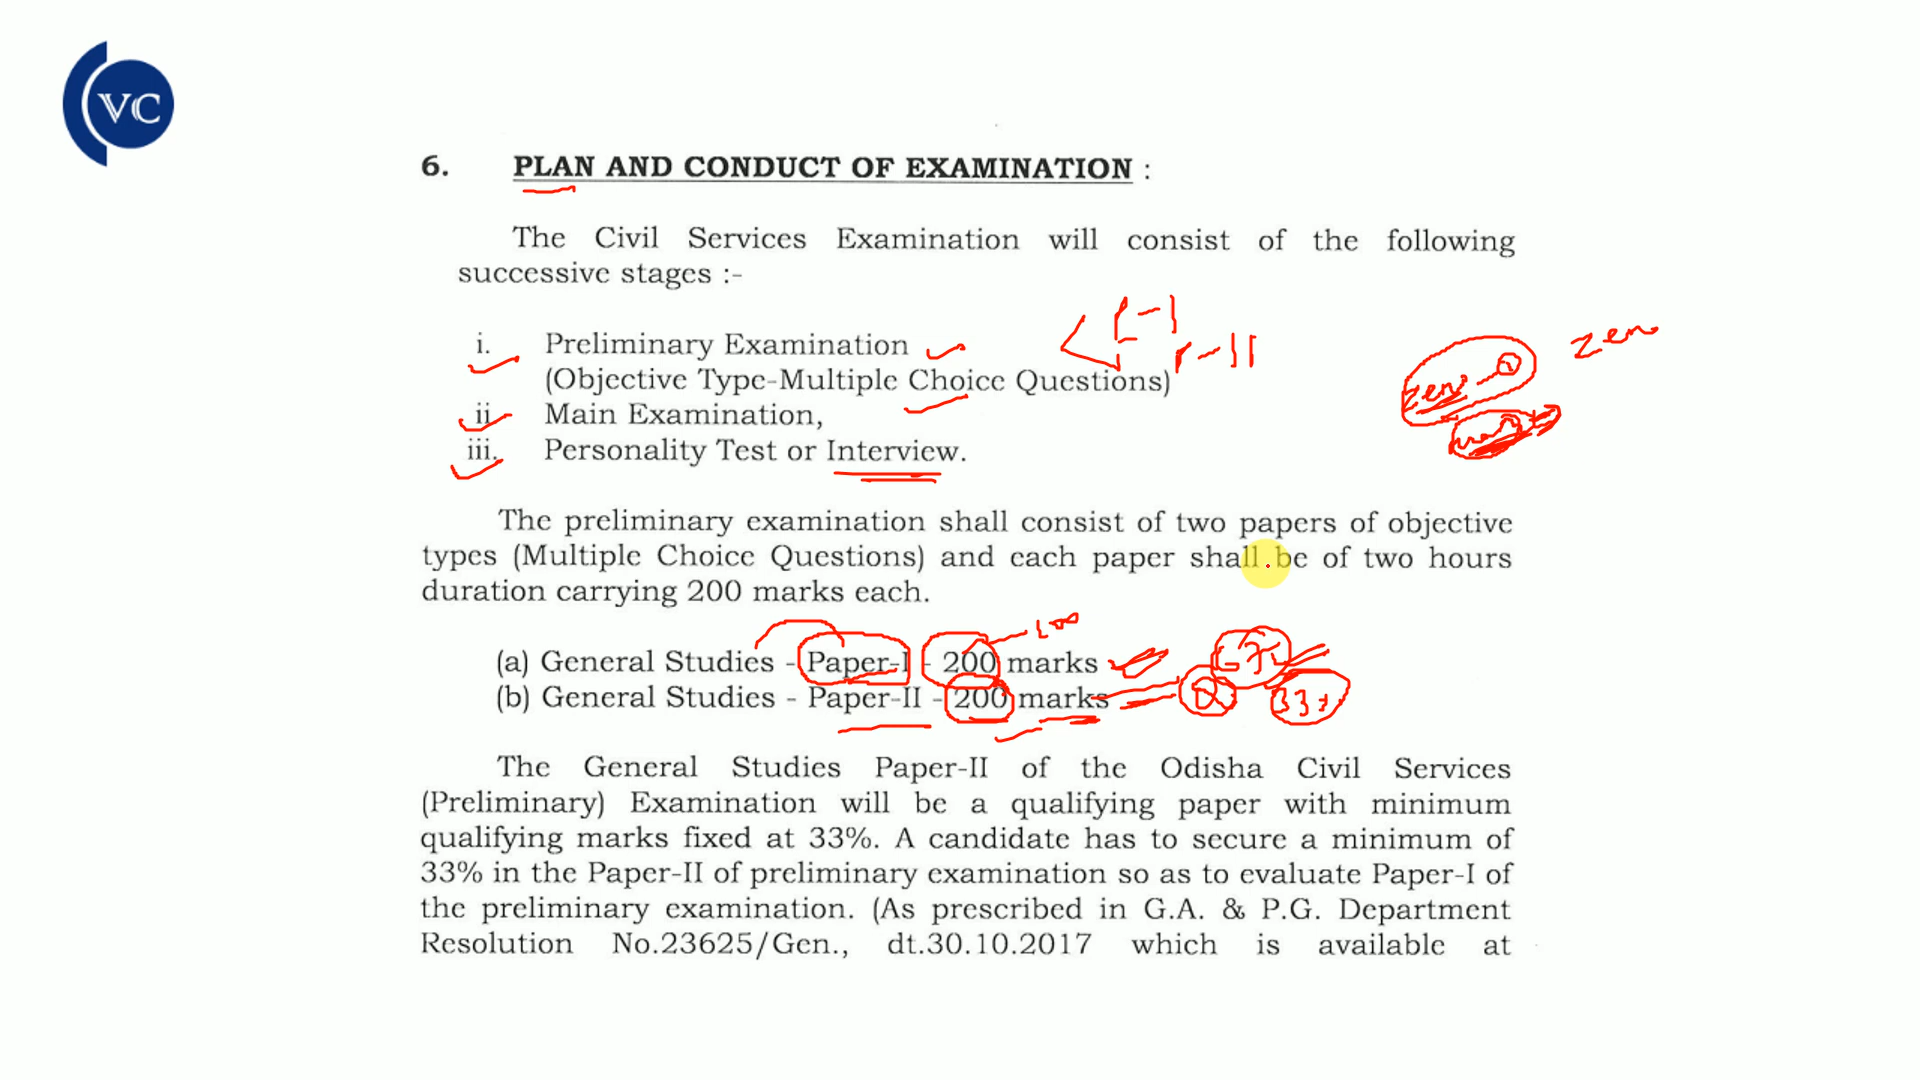 VC
6. PLAN AND CONDUCT OF EXAMINATION :
The Civil Services Examination will consist of the following
successive stages :-
i. Preliminary Examination
(Objective Type-Multiple Choice Questions)
ii. Main Examination,
iii. Personality Test or Interview.
P-I
P-II
Zen
The preliminary examination shall consist of two papers of objective
types (Multiple Choice Questions) and each paper shall be of two hours
duration carrying 200 marks each.
100
(a) General Studies - Paper-I - 200 marks
(b) General Studies - Paper-II - 200 marks
33%
The General Studies Paper-II of the Odisha Civil Services
(Preliminary) Examination will be a qualifying paper with minimum
qualifying marks fixed at 33%. A candidate has to secure a minimum of
33% in the Paper-II of preliminary examination so as to evaluate Paper-I of
the preliminary examination. (As prescribed in G.A. & P.G. Department
Resolution No.23625/Gen., dt.30.10.2017 which is available at